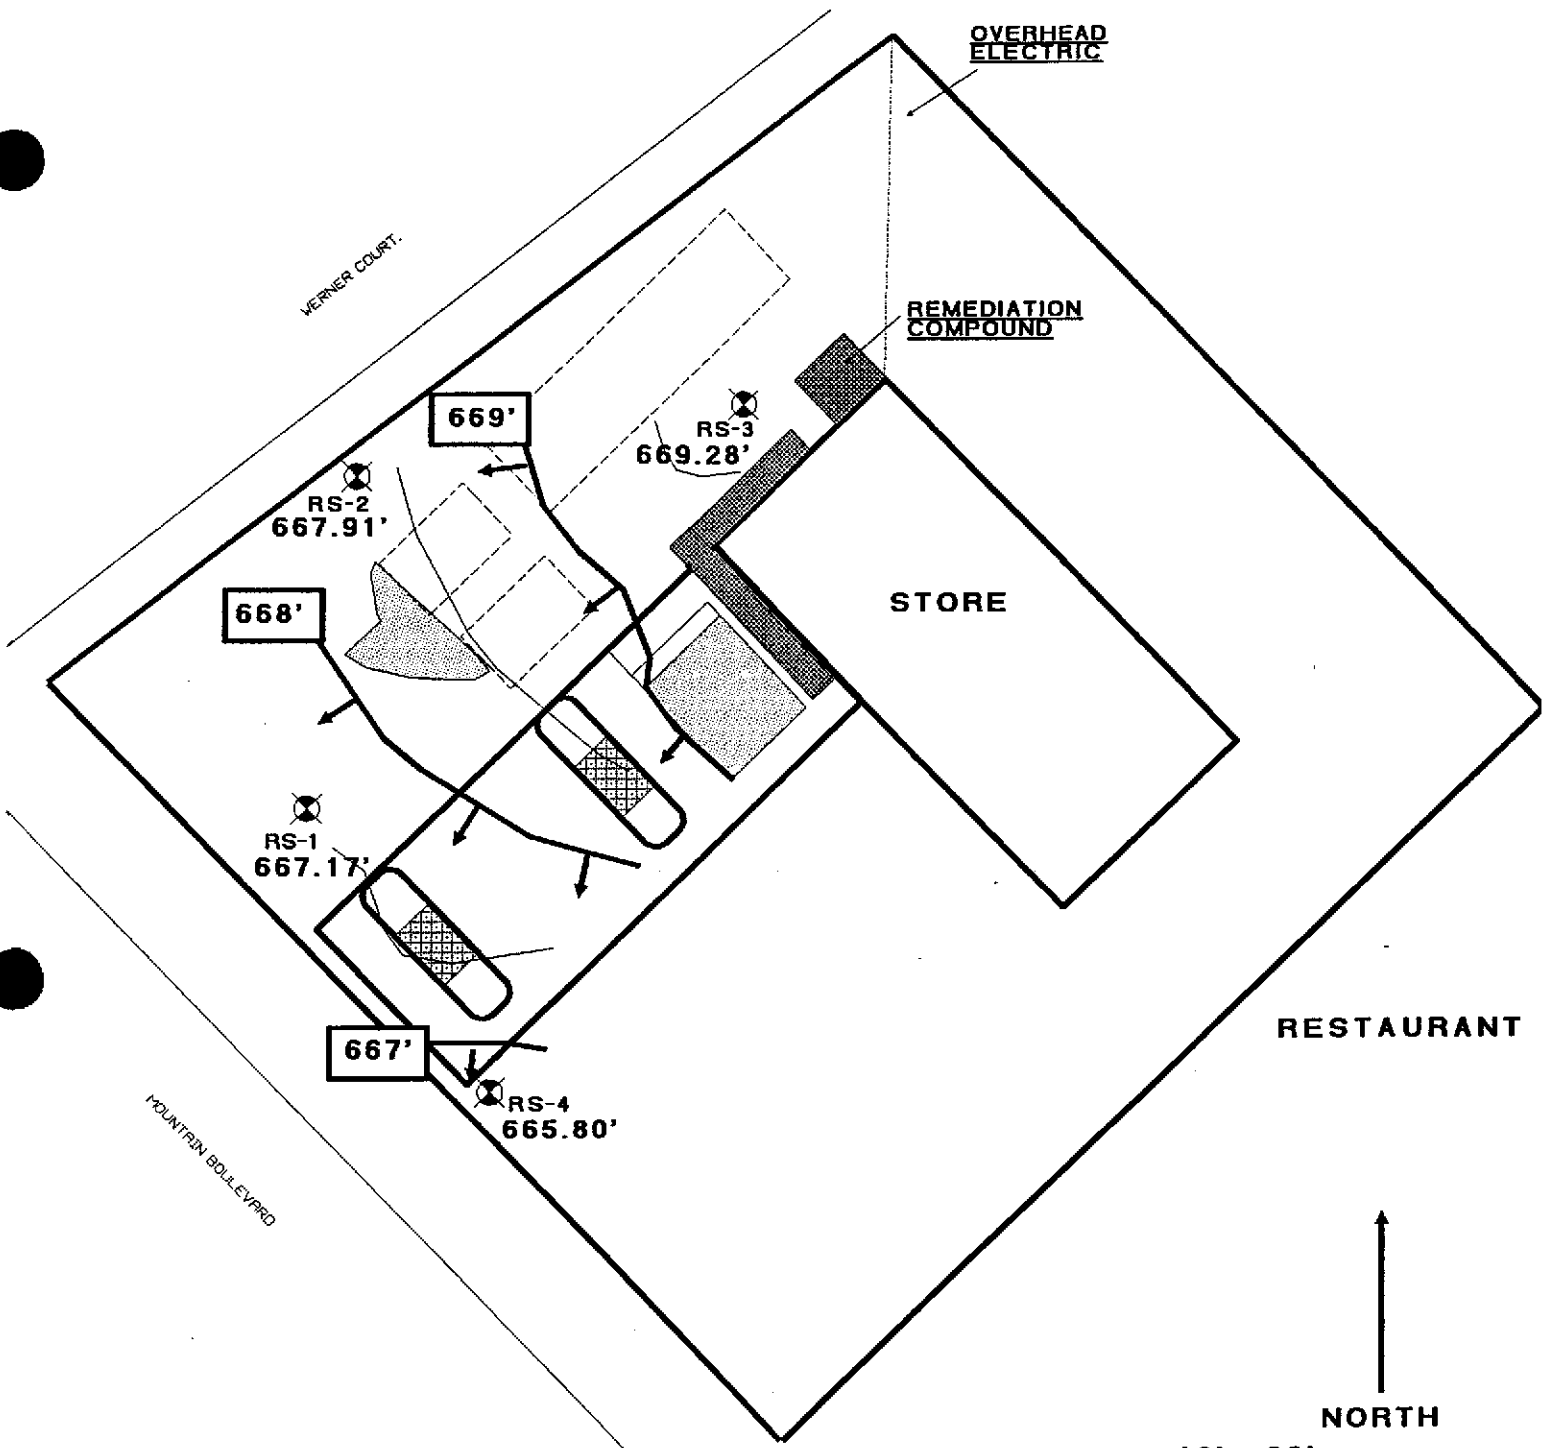 OVERHEAD
ELECTRIC
WERNER COURT.
REMEDIATION
COMPOUND
669'
RS-3
669.28'
RS-2
667.91'
668'
STORE
RS-1
667.17'
667'
RS-4
665.80'
RESTAURANT
MOUNTAIN BOULEVARD
NORTH